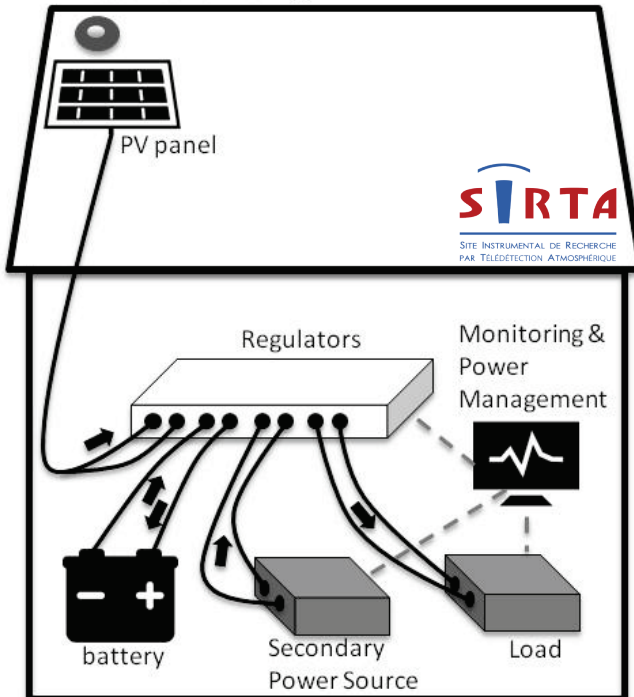 PV panel
SIRTA
SITE INSTRUMENTAL DE RECHERCHE
PAR TÉLÉDÉTECTION ATMOSPHÉRIQUE
Regulators
Monitoring &
Power
Management
battery
Secondary
Power Source
Load